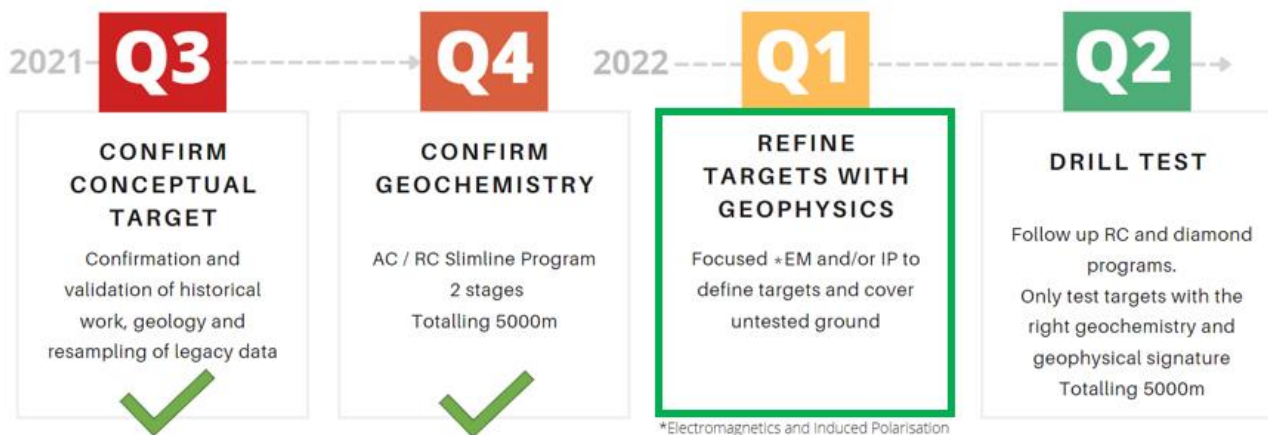 2021
Q3
Q4
2022
Q1
Q2
CONFIRM
CONCEPTUAL
TARGET
Confirmation and
validation of historical
work, geology and
resampling of legacy data
CONFIRM
GEOCHEMISTRY
AC / RC Slimline Program
2 stages
Totalling 5000m
REFINE
TARGETS WITH
GEOPHYSICS
Focused *EM and/or IP to
define targets and cover
untested ground
*Electromagnetics and Induced Polarisation
DRILL TEST
Follow up RC and diamond
programs.
Only test targets with the
right geochemistry and
geophysical signature
Totalling 5000m